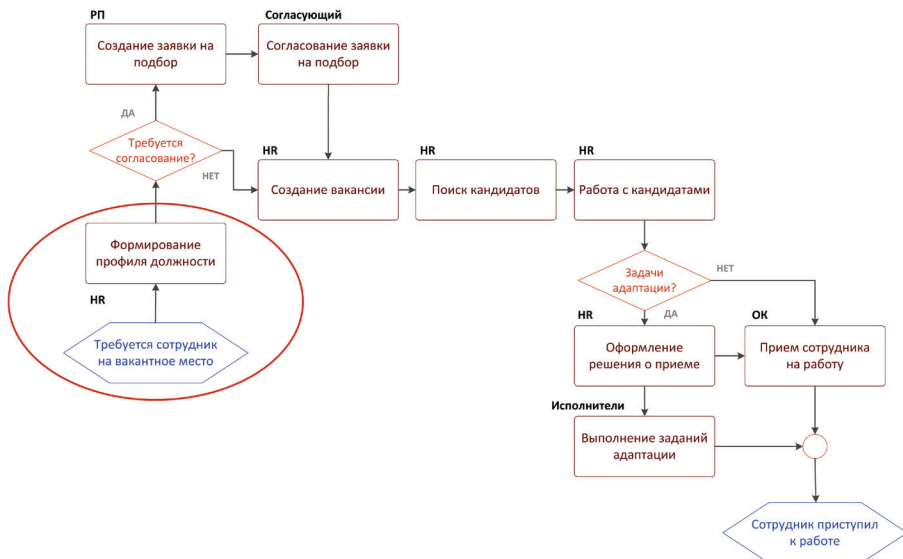 РП
Согласующий
Создание заявки на
подбор
Согласование заявки
на подбор
ДА
Требуется
согласование?
НЕТ
HR
Создание вакансии
HR
Поиск кандидатов
HR
Работа с кандидатами
Формирование
профиля должности
HR
Требуется сотрудник
на вакантное место
Задачи
адаптации?
НЕТ
ДА
HR
Оформление
решения о приеме
ОК
Прием сотрудника
на работу
Исполнители
Выполнение заданий
адаптации
Сотрудник приступил
к работе